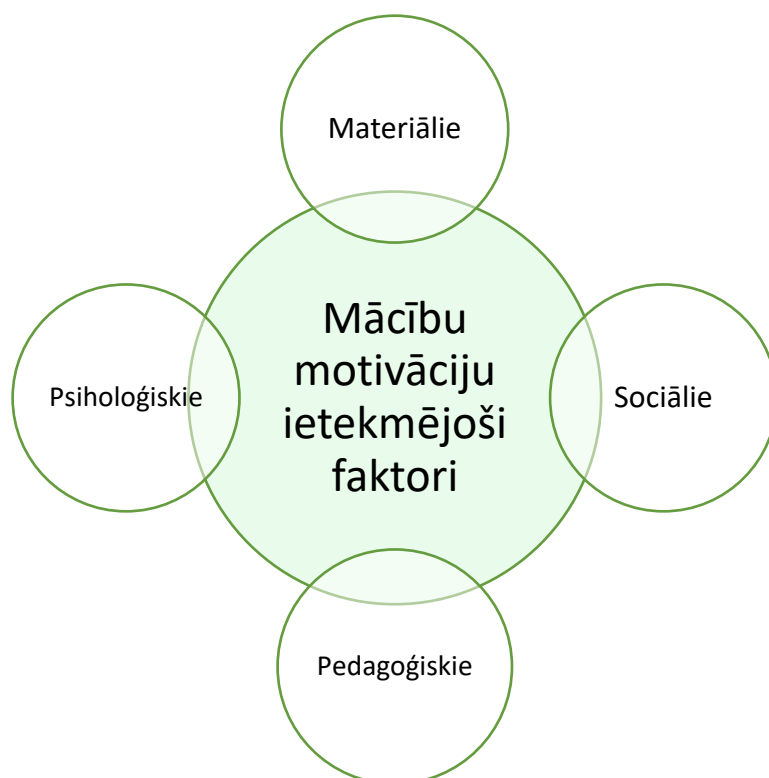 Materiālie
Mācību
motivāciju
ietekmējoši
faktori
Psiholoģiskie
Sociālie
Pedagoģiskie